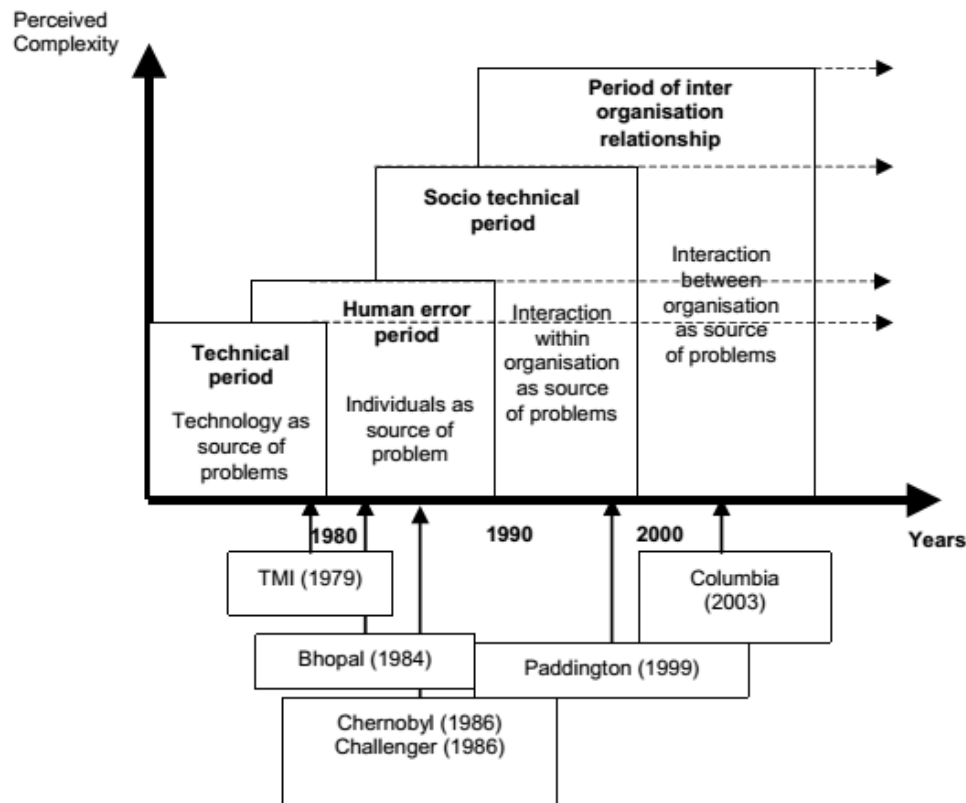 Perceived
Complexity
Period of inter
organisation
relationship
Socio technical
period
Interaction
between
organisation
as source
of problems
Human error
period
Interaction
within
organisation
as source
of problems
Technical
period
Individuals as
source of
problem
Technology as
source of
problems
1980
1990
2000
Years
TMI (1979)
Columbia
(2003)
Bhopal (1984)
Paddington (1999)
Chernobyl (1986)
Challenger (1986)